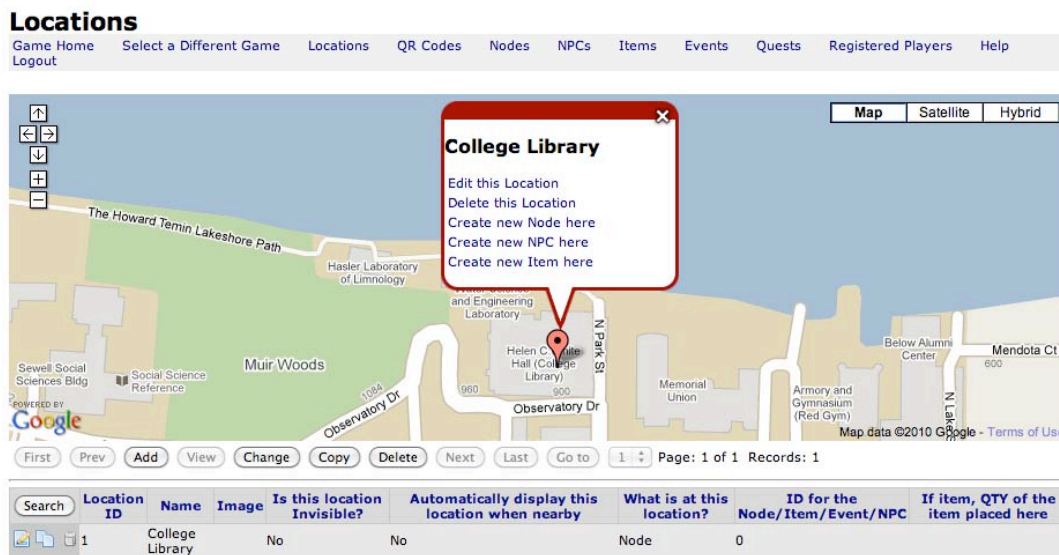 Locations
Game Home Select a Different Game Locations QR Codes Nodes NPCs Items Events Quests Registered Players Help
Logout
Map Satellite Hybrid
College Library
Edit this Location
Delete this Location
Create new Node here
Create new NPC here
Create new Item here
The Howard Temin Lakeshore Path
Hasler Laboratory
of Limnology
and Engineering
Laboratory
N Park St
Helen C White
Hall (College
Library)
Muir Woods
Sewell Social
Sciences Bldg
Social Science
Reference
1084
960
900
Observatory Dr
Observatory Dr
Memorial
Union
Armory and
Gymnasium
(Red Gym)
Below Alumni
Center
Mendota Ct
600
N Lake S
POWERED BY
Google
Map data ©2010 Google - Terms of Us
First Prev Add View Change Copy Delete Next Last Go to 1 Page: 1 of 1 Records: 1
Search Location ID Name Image Is this location Invisible? Automatically display this location when nearby What is at this location? ID for the Node/Item/Event/NPC If item, QTY of the item placed here
1 College Library No No Node 0